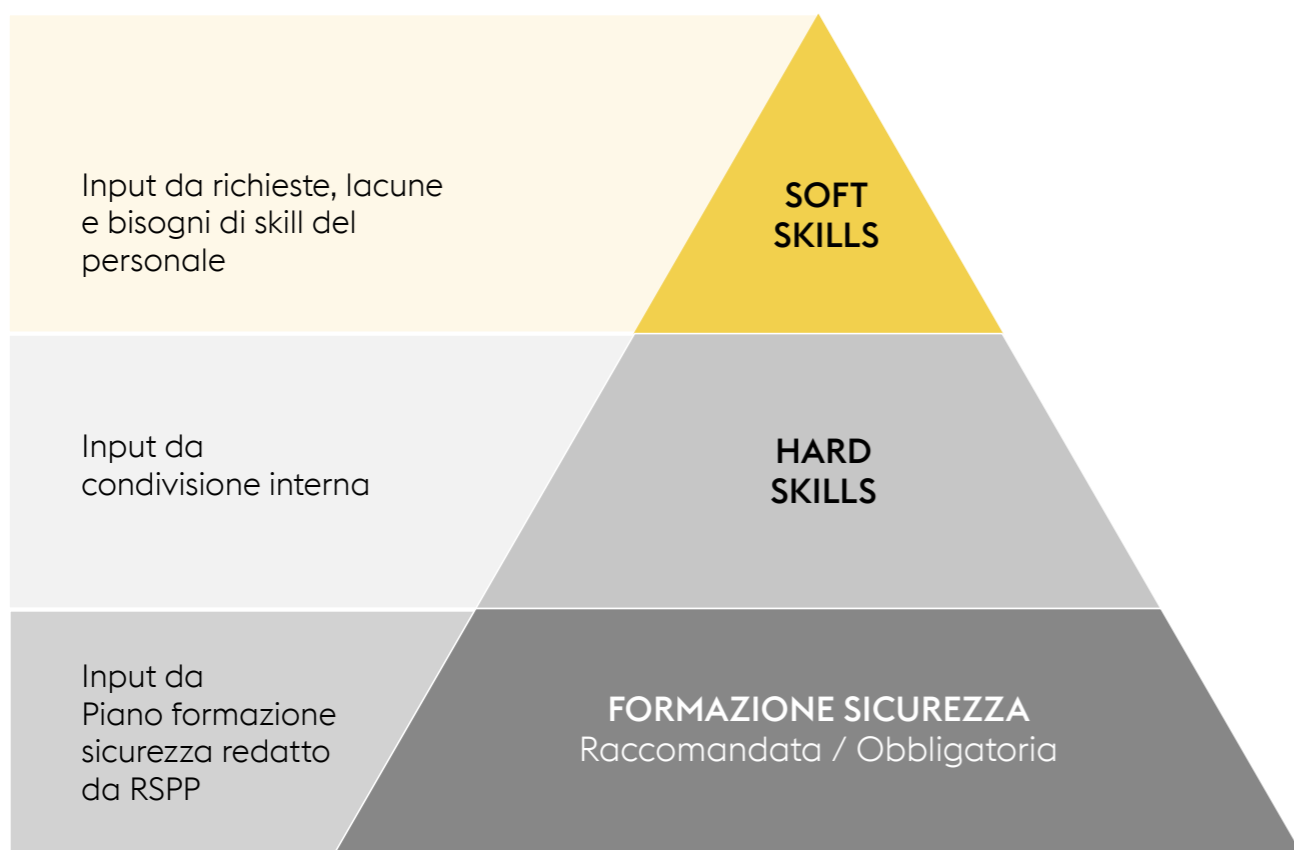 Input da richieste, lacune
e bisogni di skill del
personale
SOFT
SKILLS
Input da
condivisione interna
HARD
SKILLS
Input da
Piano formazione
sicurezza redatto
da RSPP
FORMAZIONE SICUREZZA
Raccomandata / Obbligatoria